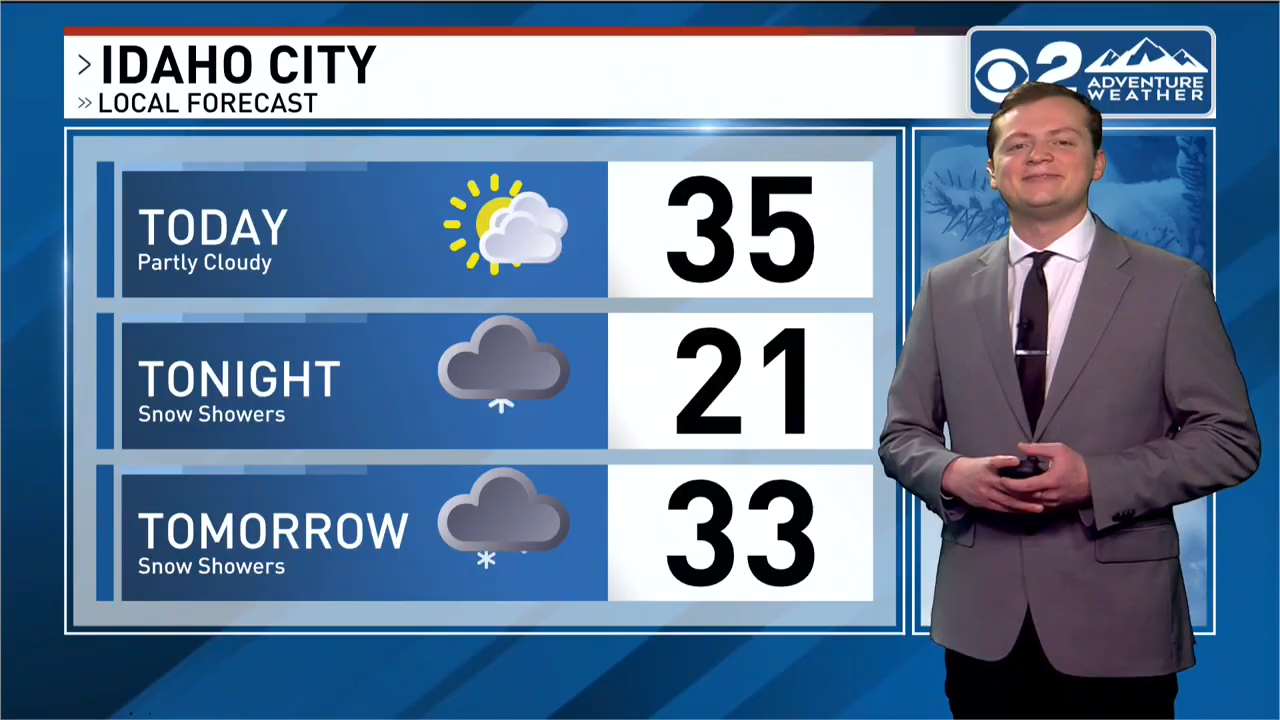 > IDAHO CITY
» LOCAL FORECAST
2 ADVENTURE
WEATHER
TODAY
Partly Cloudy
35
TONIGHT
Snow Showers
21
TOMORROW
Snow Showers
33